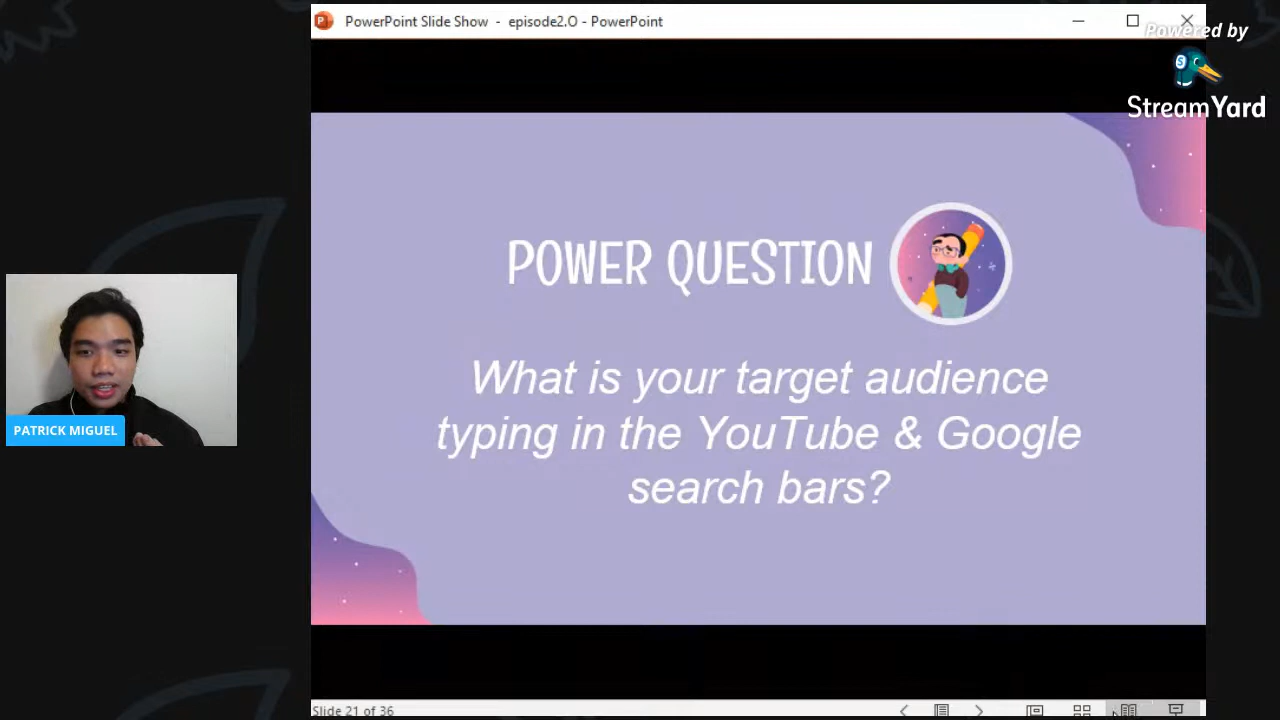 PowerPoint Slide Show - episode2.O - PowerPoint
Powered by
StreamYard
POWER QUESTION
What is your target audience
typing in the YouTube & Google
search bars?
PATRICK MIGUEL
Slide 21 of 36